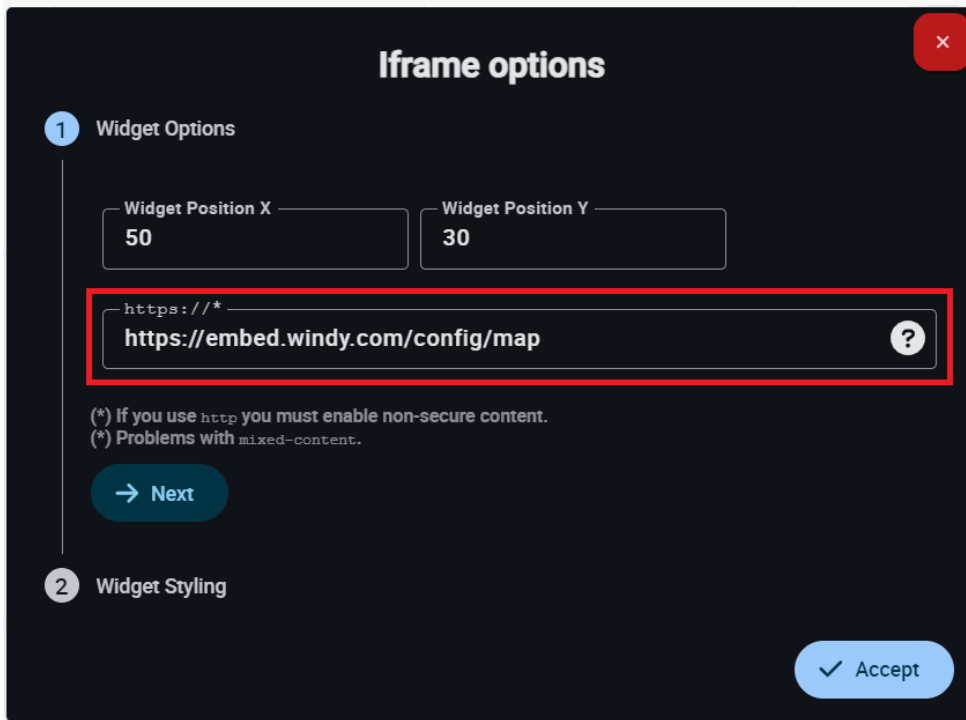 ×
Iframe options
1 Widget Options
Widget Position X
50
Widget Position Y
30
https://*
https://embed.windy.com/config/map
?
(*) If you use http you must enable non-secure content.
(*) Problems with mixed-content.
Next
2 Widget Styling
Accept